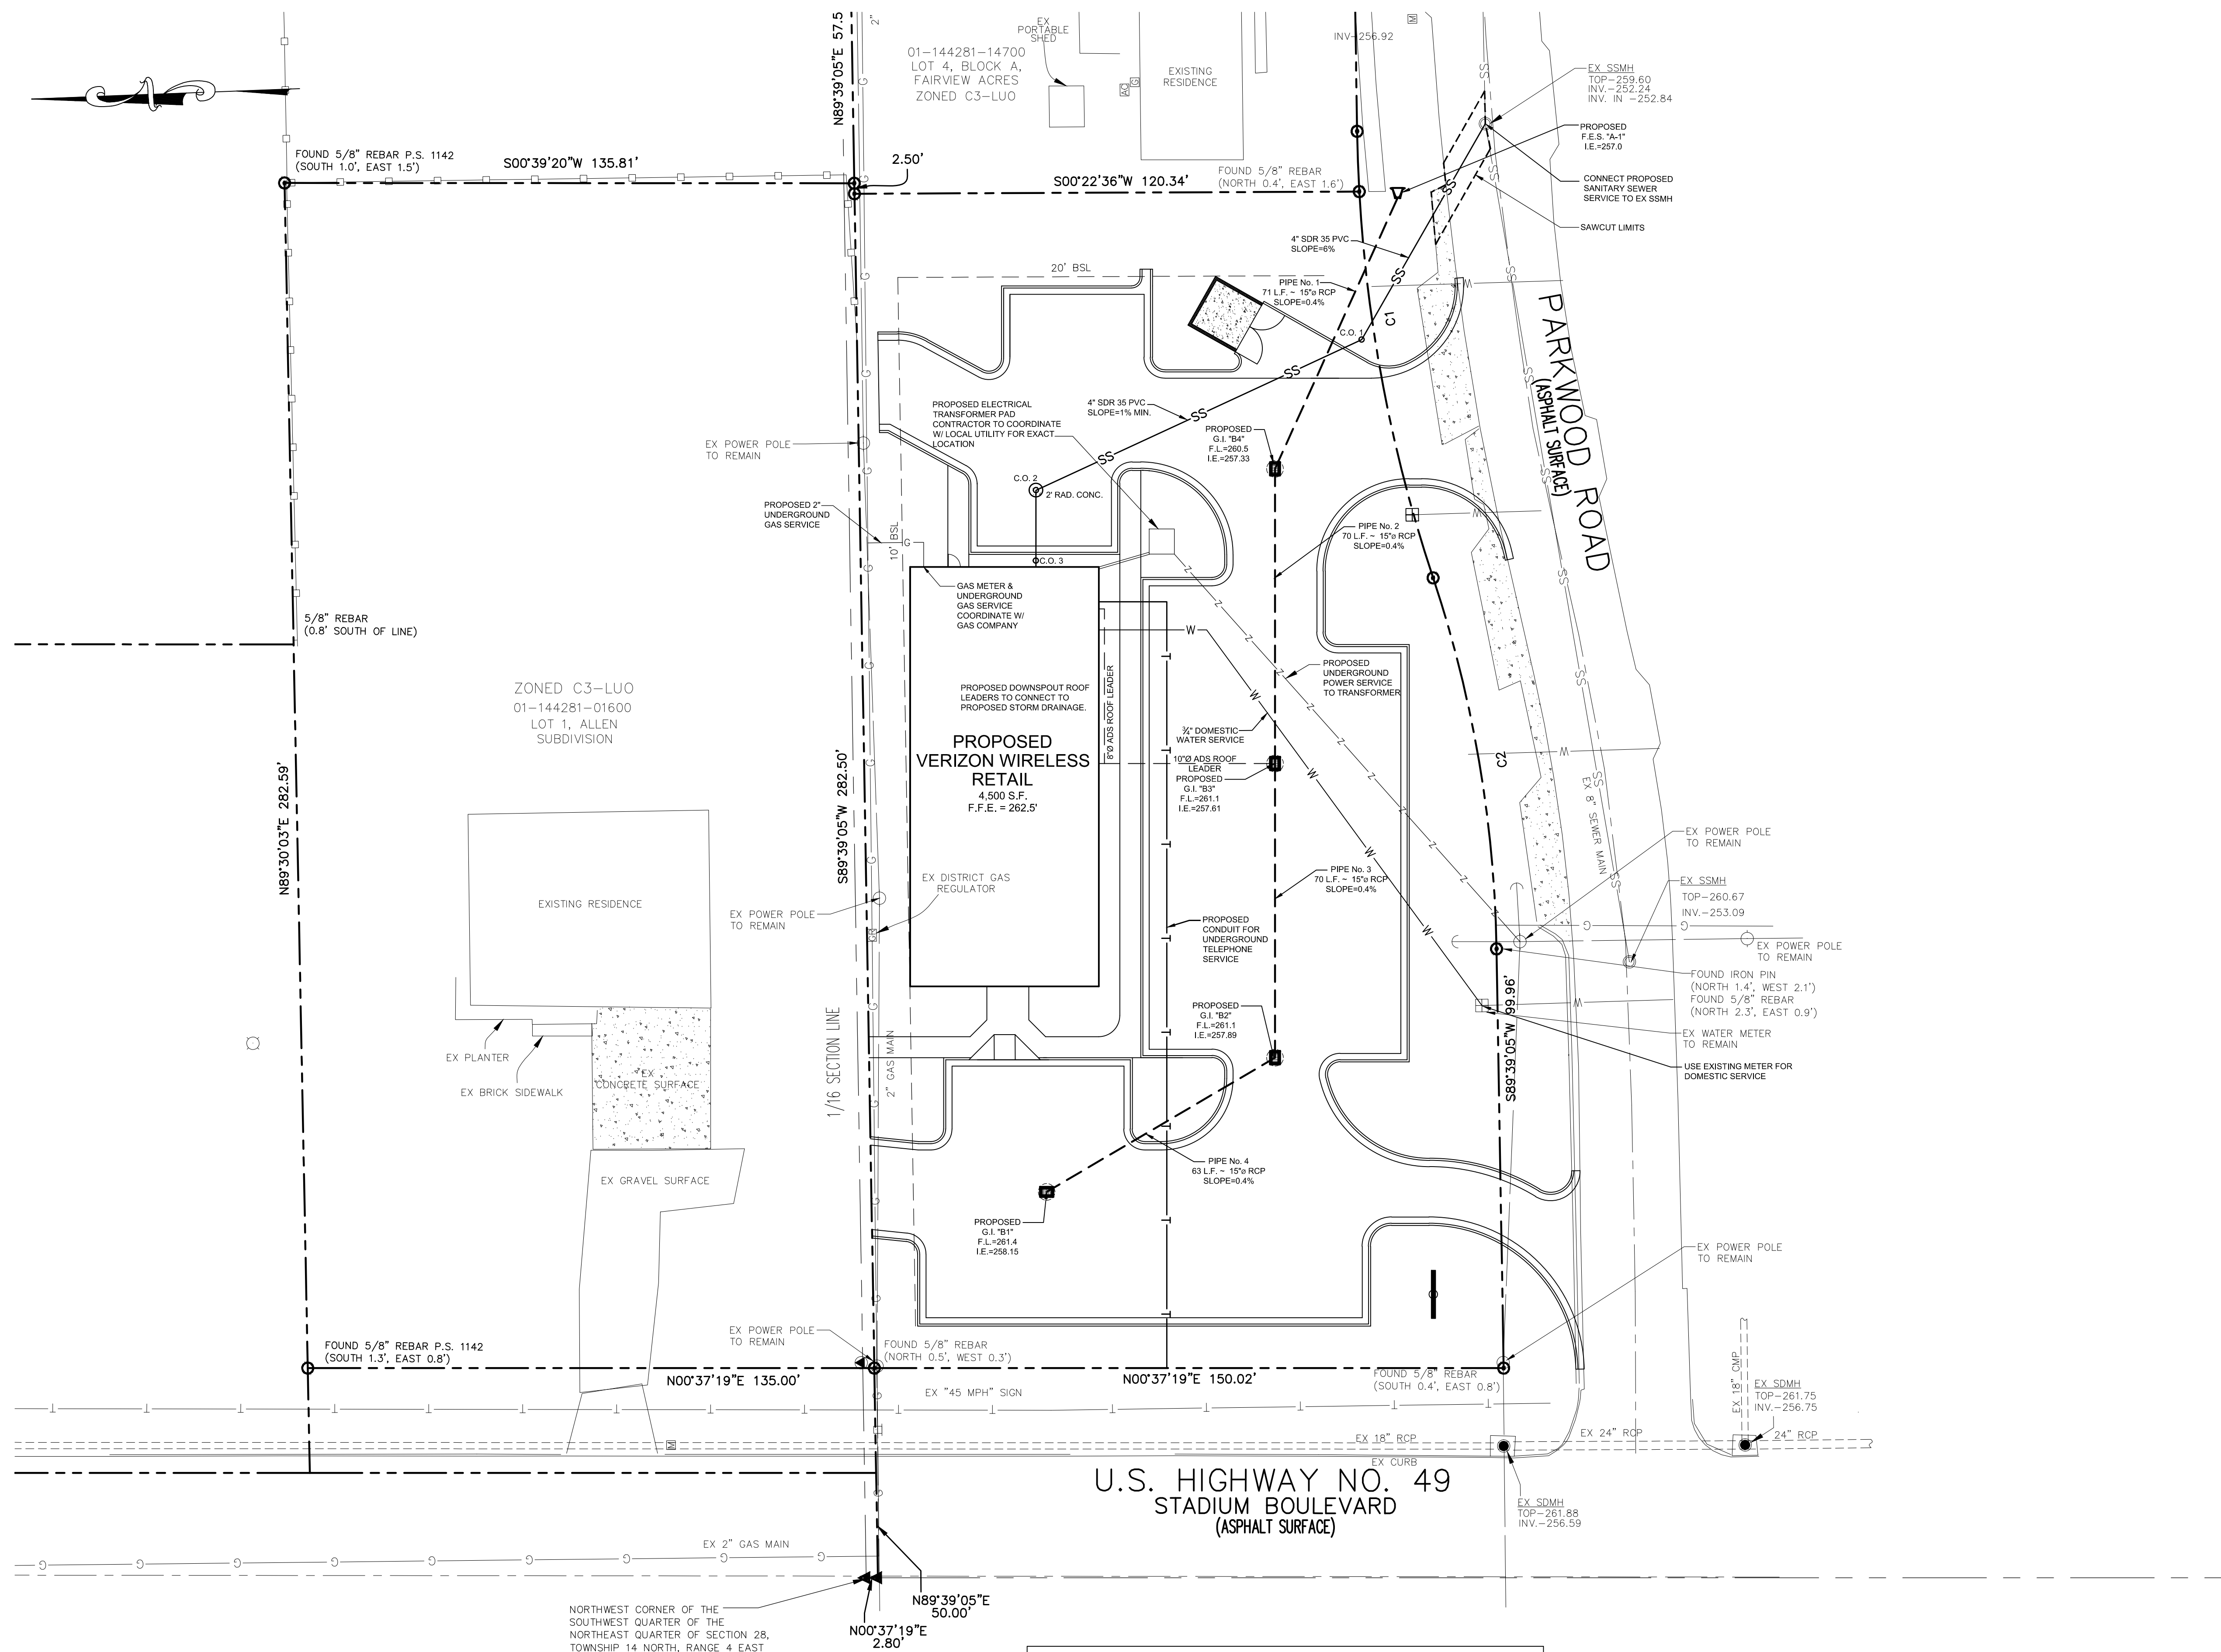 N89°39'05"E 57.5
2"
EX
PORTABLE
SHED
01-144281-14700
LOT 4, BLOCK A,
FAIRVIEW ACRES
ZONED C3-LUO
AC
G
EXISTING
RESIDENCE
INV-256.92
M
EX SSMH
TOP-259.60
INV.-252.24
INV. IN -252.84
PROPOSED
F.E.S. "A-1"
I.E.=257.0
CONNECT PROPOSED
SANITARY SEWER
SERVICE TO EX SSMH
SAWCUT LIMITS
FOUND 5/8" REBAR P.S. 1142
(SOUTH 1.0', EAST 1.5')
S00°39'20"W 135.81'
2.50'
S00°22'36"W 120.34'
FOUND 5/8" REBAR
(NORTH 0.4', EAST 1.6')
4" SDR 35 PVC
SLOPE=6%
20' BSL
PIPE No. 1
71 L.F. ~ 15"ø RCP
SLOPE=0.4%
C.O. 1
C1
PARKWOOD ROAD
(ASPHALT SURFACE)
PROPOSED ELECTRICAL
TRANSFORMER PAD
CONTRACTOR TO COORDINATE
W/ LOCAL UTILITY FOR EXACT
LOCATION
4" SDR 35 PVC
SLOPE=1% MIN.
EX POWER POLE
TO REMAIN
PROPOSED
G.I. "B4"
F.L.=260.5
I.E.=257.33
C.O. 2
2' RAD. CONC.
PROPOSED 2"
UNDERGROUND
GAS SERVICE
10' BSL
PIPE No. 2
70 L.F. ~ 15"ø RCP
SLOPE=0.4%
C.O. 3
GAS METER &
UNDERGROUND
GAS SERVICE
COORDINATE W/
GAS COMPANY
5/8" REBAR
(0.8' SOUTH OF LINE)
ZONED C3-LUO
01-144281-01600
LOT 1, ALLEN
SUBDIVISION
PROPOSED DOWNSPOUT ROOF
LEADERS TO CONNECT TO
PROPOSED STORM DRAINAGE.
8"Ø ADS ROOF LEADER
PROPOSED
UNDERGROUND
POWER SERVICE
TO TRANSFORMER
PROPOSED
VERIZON WIRELESS
RETAIL
4,500 S.F.
F.F.E. = 262.5'
¾" DOMESTIC
WATER SERVICE
10"Ø ADS ROOF
LEADER
PROPOSED
G.I. "B3"
F.L.=261.1
I.E.=257.61
C2
EX 8" SEWER MAIN
N89°30'03"E 282.59'
S89°39'05"W 282.50'
EX POWER POLE
TO REMAIN
EX SSMH
TOP-260.67
INV.-253.09
EX DISTRICT GAS
REGULATOR
GR
PIPE No. 3
70 L.F. ~ 15"ø RCP
SLOPE=0.4%
EXISTING RESIDENCE
EX POWER POLE
TO REMAIN
PROPOSED
CONDUIT FOR
UNDERGROUND
TELEPHONE
SERVICE
EX POWER POLE
TO REMAIN
FOUND IRON PIN
(NORTH 1.4', WEST 2.1')
FOUND 5/8" REBAR
(NORTH 2.3', EAST 0.9')
EX WATER METER
TO REMAIN
USE EXISTING METER FOR
DOMESTIC SERVICE
S89°39'05"W 99.96'
PROPOSED
G.I. "B2"
F.L.=261.1
I.E.=257.89
EX PLANTER
EX BRICK SIDEWALK
EX
CONCRETE SURFACE
1/16 SECTION LINE
2" GAS MAIN
EX GRAVEL SURFACE
PIPE No. 4
63 L.F. ~ 15"ø RCP
SLOPE=0.4%
PROPOSED
G.I. "B1"
F.L.=261.4
I.E.=258.15
EX POWER POLE
TO REMAIN
FOUND 5/8" REBAR P.S. 1142
(SOUTH 1.3', EAST 0.8')
EX POWER POLE
TO REMAIN
FOUND 5/8" REBAR
(NORTH 0.5', WEST 0.3')
N00°37'19"E 135.00'
N00°37'19"E 150.02'
FOUND 5/8" REBAR
(SOUTH 0.4', EAST 0.8')
EX "45 MPH" SIGN
EX 18" CMP
EX SDMH
TOP-261.75
INV.-256.75
M
EX 18" RCP
EX 24" RCP
24" RCP
EX CURB
U.S. HIGHWAY NO. 49
STADIUM BOULEVARD
(ASPHALT SURFACE)
EX SDMH
TOP-261.88
INV.-256.59
EX 2" GAS MAIN
N89°39'05"E
50.00'
N00°37'19"E
2.80'
NORTHWEST CORNER OF THE
SOUTHWEST QUARTER OF THE
NORTHEAST QUARTER OF SECTION 28,
TOWNSHIP 14 NORTH, RANGE 4 EAST